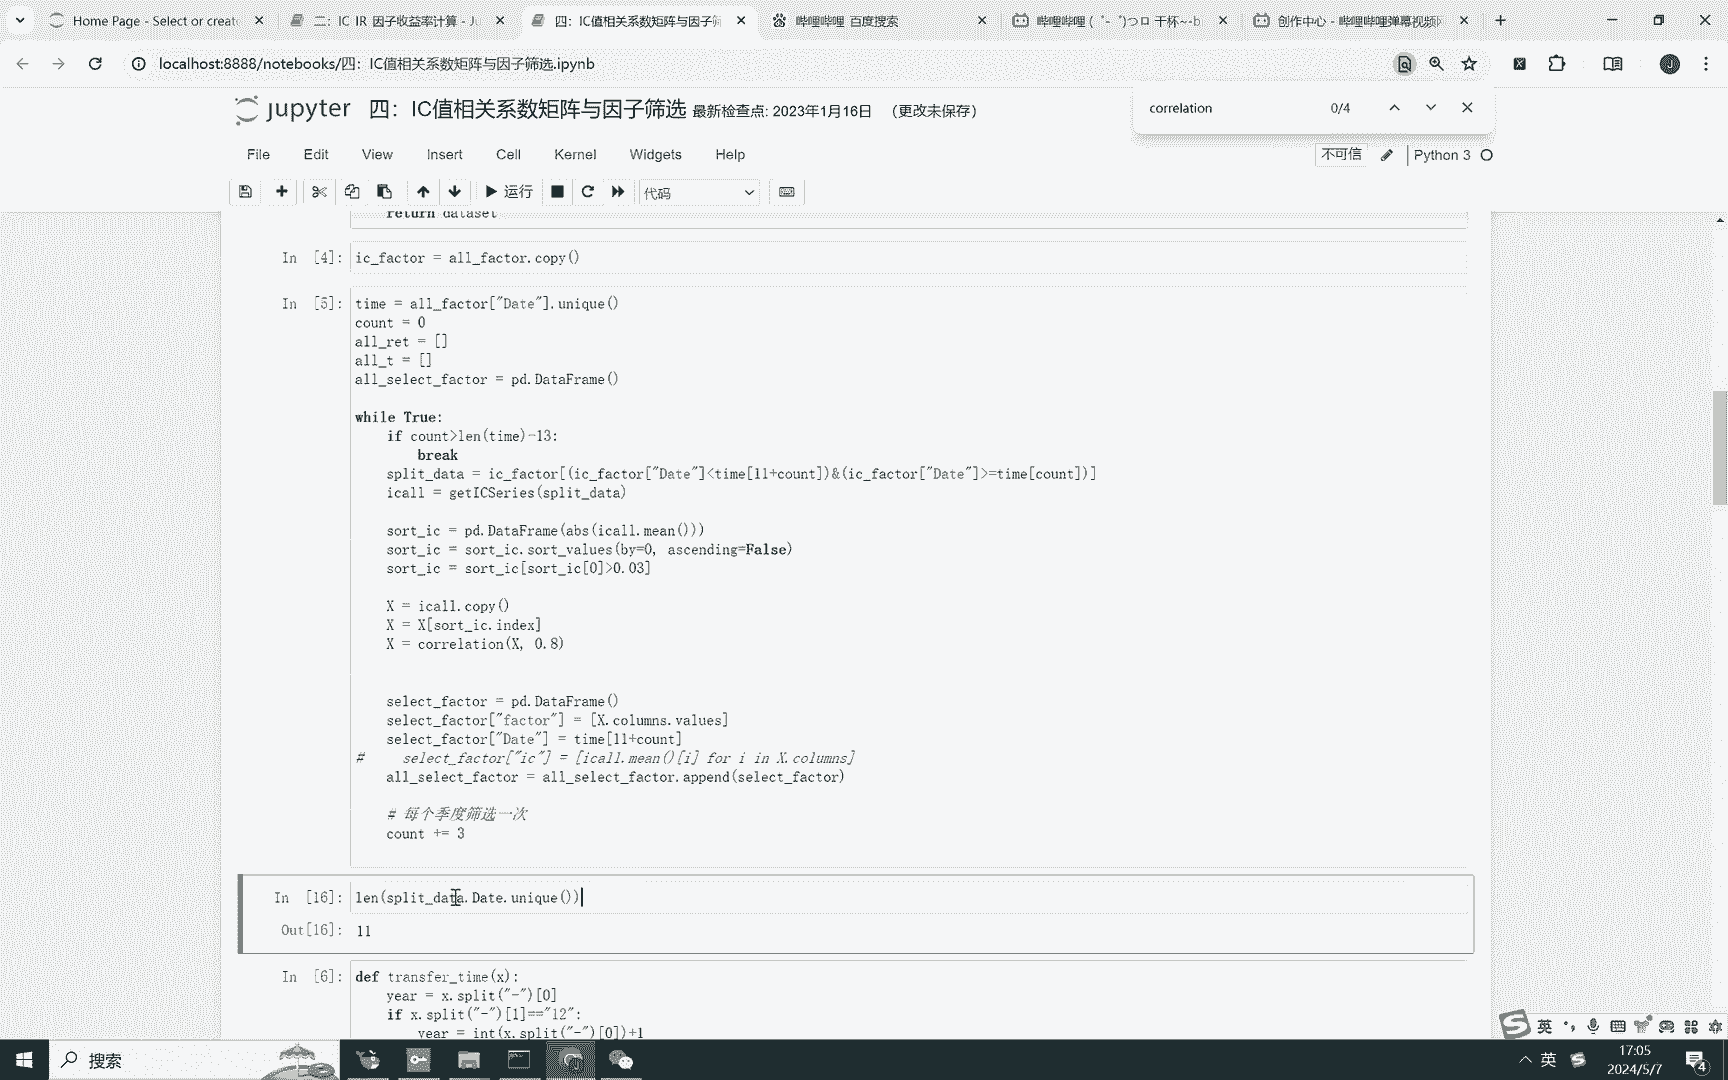 Home Page - Select or create
二：IC IR 因子收益率计算 - Ju
四：IC值相关系数矩阵与因子筛
哔哩哔哩_百度搜索
哔哩哔哩 (゜-゜)つロ 干杯~-b
创作中心 - 哔哩哔哩弹幕视频网
localhost:8888/notebooks/四：IC值相关系数矩阵与因子筛选.ipynb
jupyter 四：IC值相关系数矩阵与因子筛选 最新检查点: 2023年1月16日 （更改未保存）
correlation 0/4
File Edit View Insert Cell Kernel Widgets Help
不可信 Python 3
运行 代码
return dataset
In [4]: ic_factor = all_factor.copy()
In [5]: time = all_factor["Date"].unique()
count = 0
all_ret = []
all_t = []
all_select_factor = pd.DataFrame()
while True:
if count>len(time)-13:
break
split_data = ic_factor[(ic_factor["Date"]<time[11+count])&(ic_factor["Date"]>=time[count])]
icall = getICSeries(split_data)
sort_ic = pd.DataFrame(abs(icall.mean()))
sort_ic = sort_ic.sort_values(by=0, ascending=False)
sort_ic = sort_ic[sort_ic[0]>0.03]
X = icall.copy()
X = X[sort_ic.index]
X = correlation(X, 0.8)
select_factor = pd.DataFrame()
select_factor["factor"] = [X.columns.values]
select_factor["Date"] = time[11+count]
# select_factor["ic"] = [icall.mean()[i] for i in X.columns]
all_select_factor = all_select_factor.append(select_factor)
# 每个季度筛选一次
count += 3
In [16]: len(split_data.Date.unique())
Out[16]: 11
In [6]: def transfer_time(x):
year = x.split("-")[0]
if x.split("-")[1]=="12":
year = int(x.split("-")[0])+1
英
搜索
英
17:05
2024/5/7
4